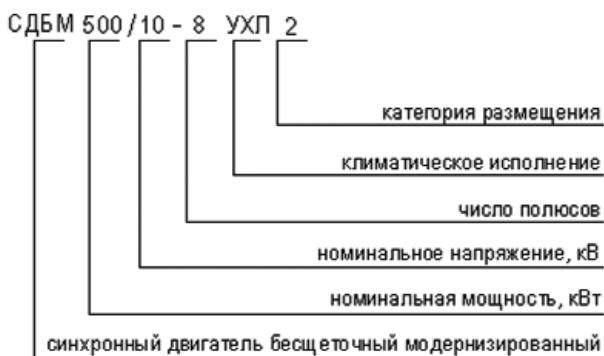 СДБМ 500/10-8 УХЛ 2
категория размещения
климатическое исполнение
число полюсов
номинальное напряжение, кВ
номинальная мощность, кВт
синхронный двигатель бесщеточный модернизированный